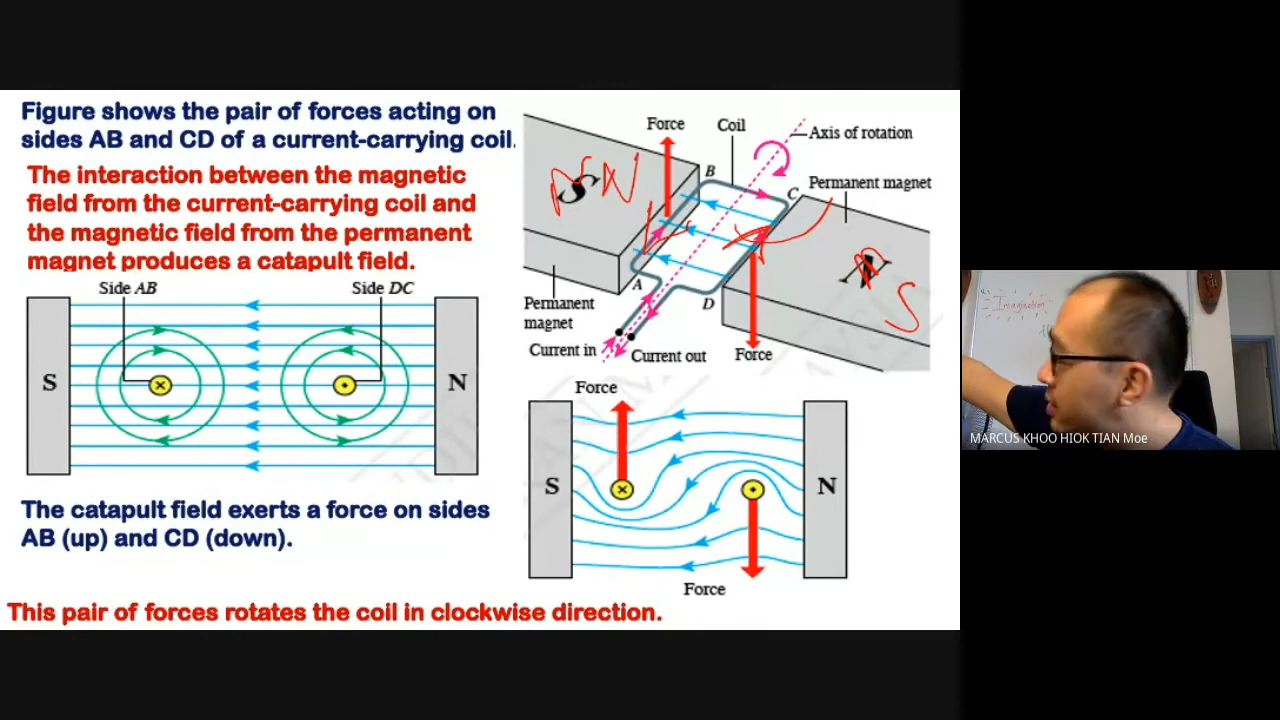 Figure shows the pair of forces acting on
sides AB and CD of a current-carrying coil.
The interaction between the magnetic
field from the current-carrying coil and
the magnetic field from the permanent
magnet produces a catapult field.
Side AB
Side DC
S
N
The catapult field exerts a force on sides
AB (up) and CD (down).
This pair of forces rotates the coil in clockwise direction.
Force
Coil
Axis of rotation
B
C
Permanent magnet
S
N
N
S
A
D
Permanent
magnet
Current in
Current out
Force
Force
S
N
Force
Imagination
MARCUS KHOO HIOK TIAN Moe